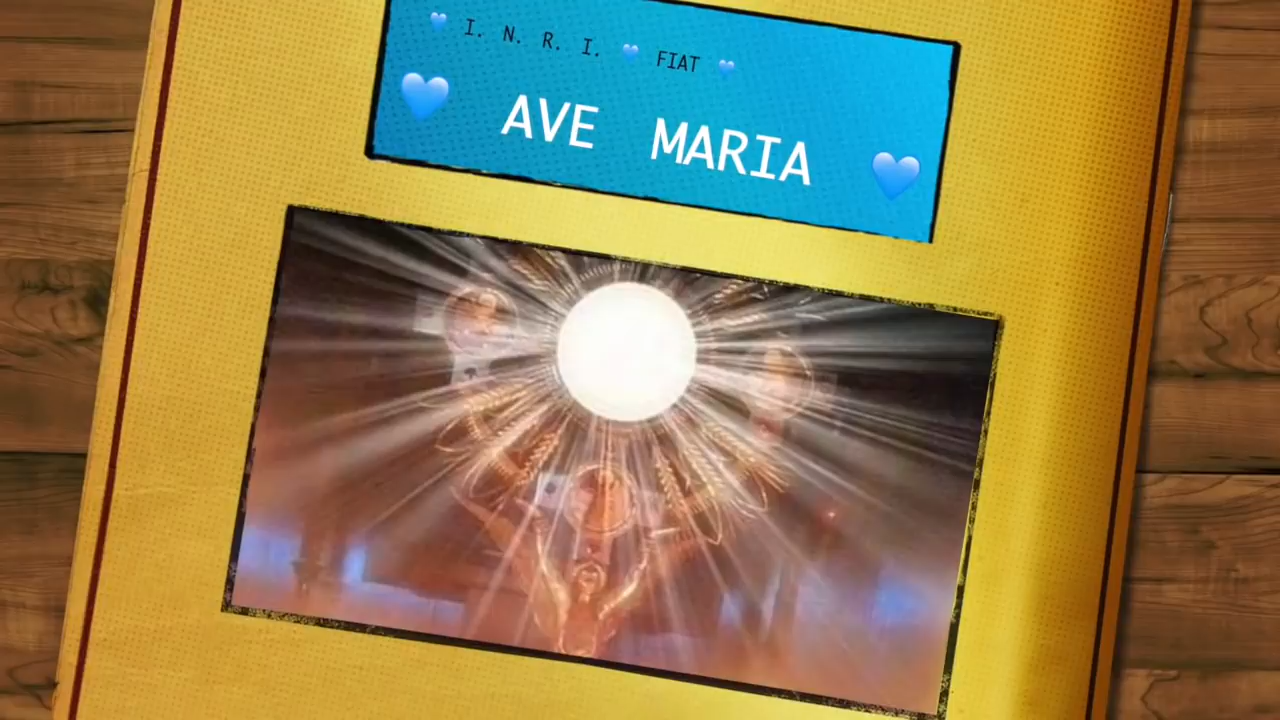 💙 I. N. R. I. 💙 FIAT 💙
💙 AVE MARIA 💙